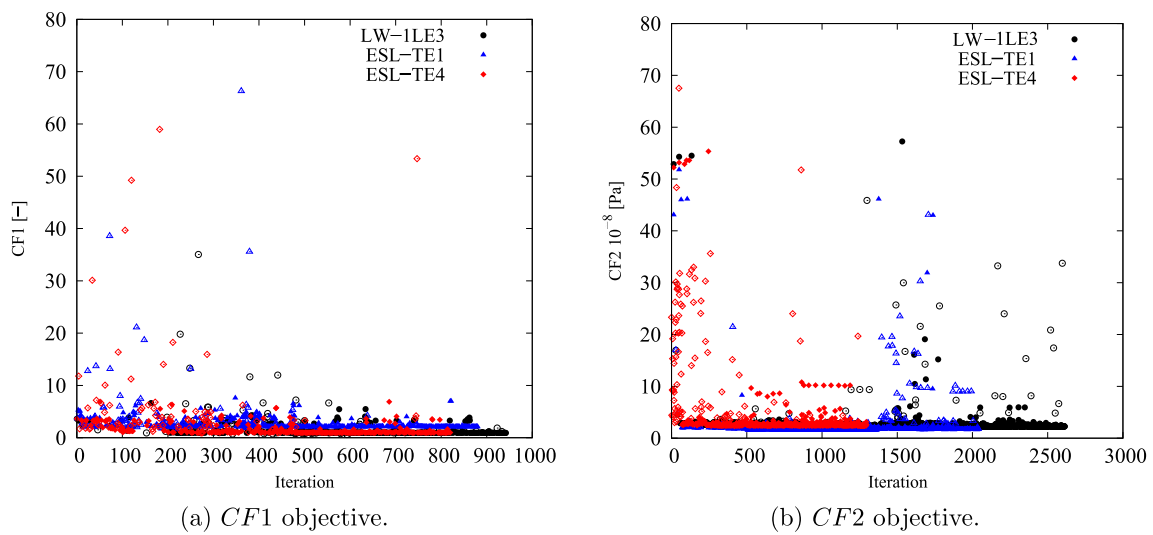 80
70
60
50
40
30
20
10
0
CF1 [−]
LW−1LE3
ESL−TE1
ESL−TE4
0 100 200 300 400 500 600 700 800 900 1000
Iteration
(a) CF1 objective.
80
70
60
50
40
30
20
10
0
CF2 10⁻⁸ [Pa]
LW−1LE3
ESL−TE1
ESL−TE4
0 500 1000 1500 2000 2500 3000
Iteration
(b) CF2 objective.